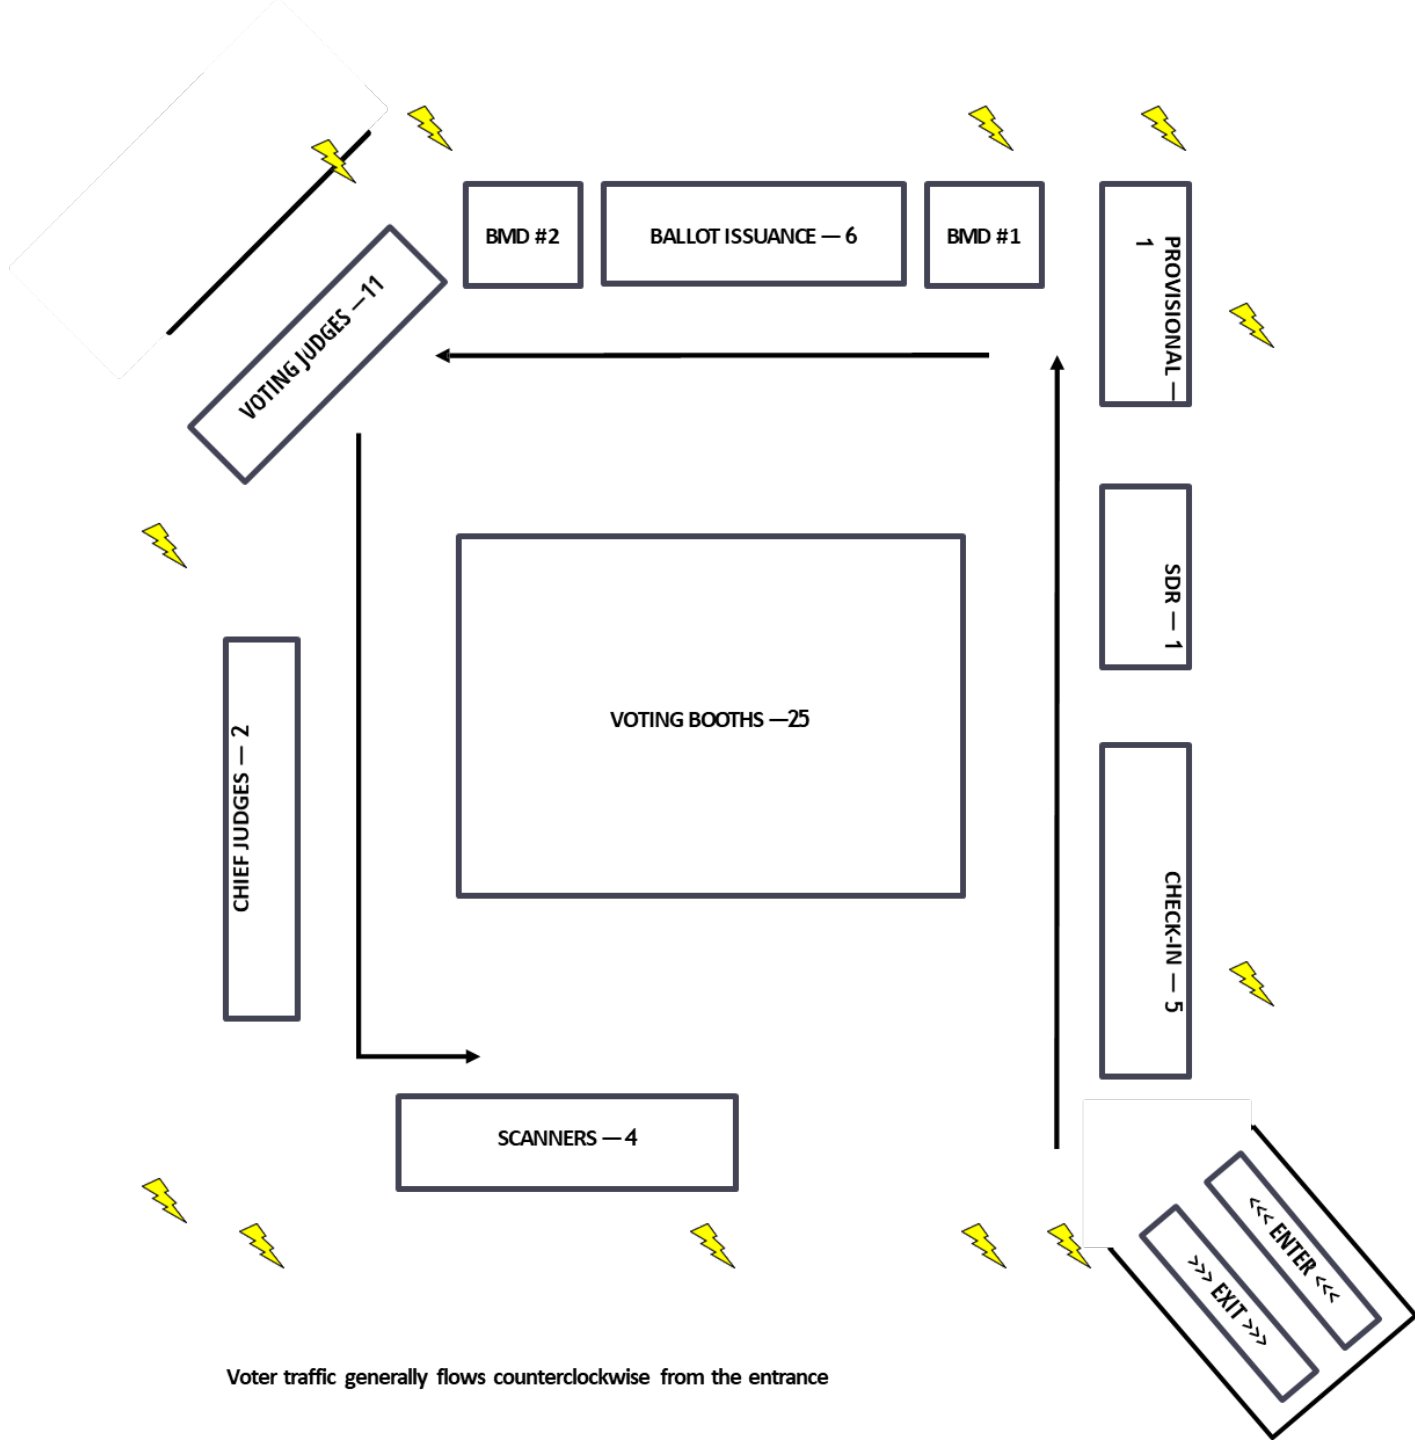 BMD #2
BALLOT ISSUANCE — 6
BMD #1
PROVISIONAL —
1
VOTING JUDGES —11
SDR — 1
VOTING BOOTHS —25
CHIEF JUDGES — 2
CHECK-IN — 5
SCANNERS — 4
<<< ENTER <<<
>>> EXIT >>>
Voter traffic generally flows counterclockwise from the entrance